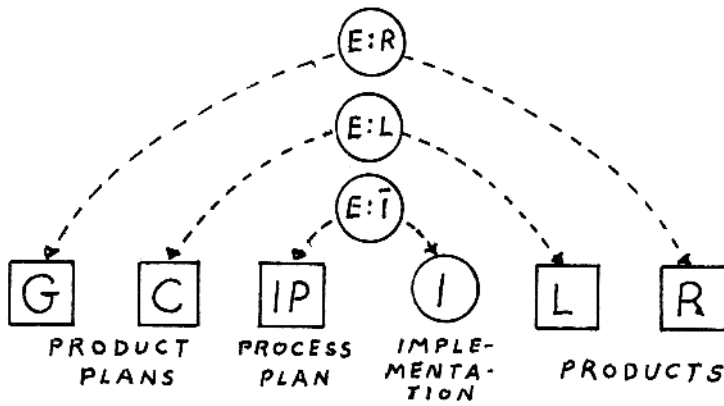 E:R
E:L
E:I
G C IP I L R
PRODUCT PLANS
PROCESS PLAN
IMPLE-MENTA-TION
PRODUCTS